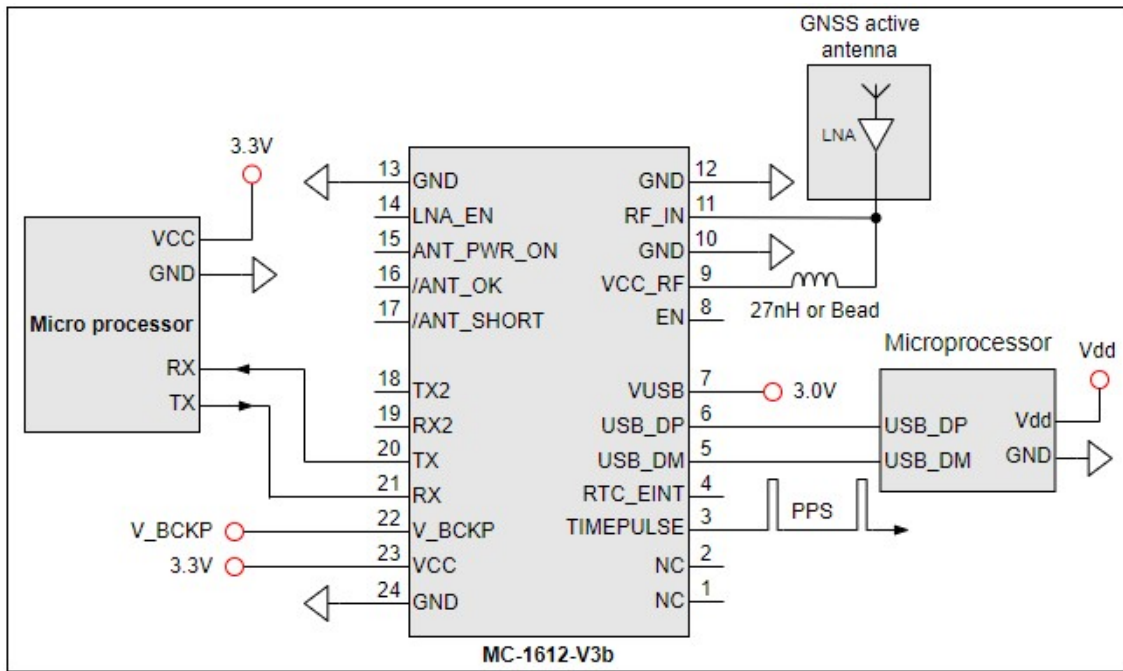 GNSS active
antenna
LNA
3.3V
VCC
GND
Micro processor
RX
TX
13 GND
14 LNA_EN
15 ANT_PWR_ON
16 /ANT_OK
17 /ANT_SHORT
18 TX2
19 RX2
20 TX
21 RX
V_BCKP 22 V_BCKP
3.3V 23 VCC
24 GND
GND 12
RF_IN 11
GND 10
VCC_RF 9
27nH or Bead
EN 8
VUSB 7 3.0V
USB_DP 6
USB_DM 5
RTC_EINT 4
TIMEPULSE 3 PPS
NC 2
NC 1
Microprocessor
Vdd
USB_DP
USB_DM
Vdd
GND
MC-1612-V3b